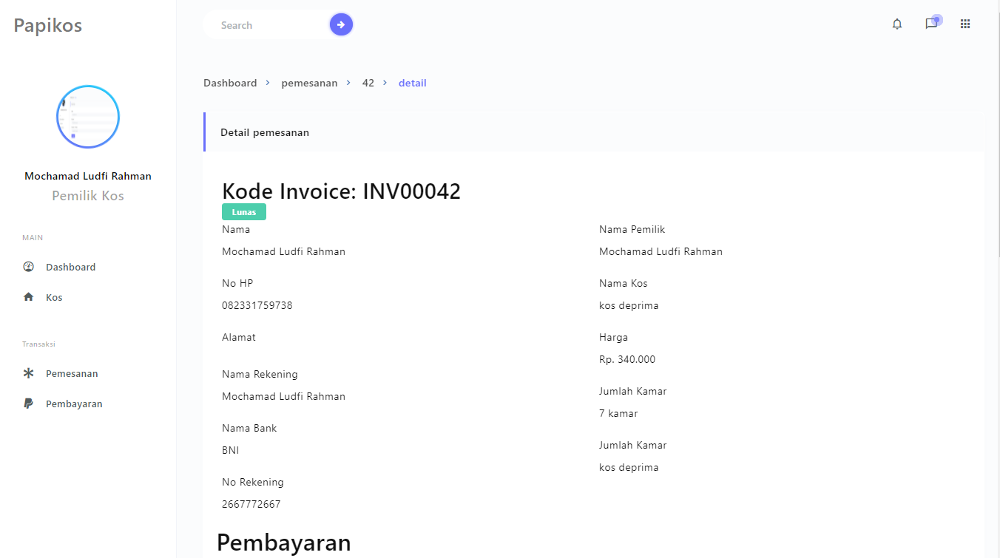 Papikos
Search
Mochamad Ludfi Rahman
Pemilik Kos
MAIN
Dashboard
Kos
Transaksi
Pemesanan
Pembayaran
Dashboard > pemesanan > 42 > detail
Detail pemesanan
Kode Invoice: INV00042
Lunas
Nama
Mochamad Ludfi Rahman
No HP
082331759738
Alamat
Nama Rekening
Mochamad Ludfi Rahman
Nama Bank
BNI
No Rekening
2667772667
Nama Pemilik
Mochamad Ludfi Rahman
Nama Kos
kos deprima
Harga
Rp. 340.000
Jumlah Kamar
7 kamar
Jumlah Kamar
kos deprima
Pembayaran